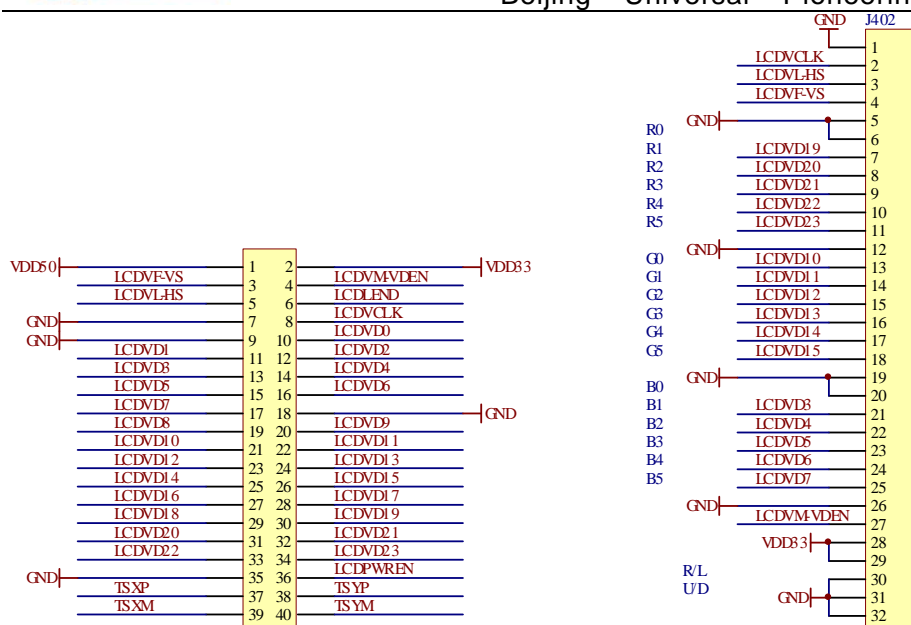 Beijing Universal Pioneerin
GND J402
1
LCDVCLK 2
LCDVL-HS 3
LCDVF-VS 4
GND 5
R0 6
R1 LCDVD19 7
R2 LCDVD20 8
R3 LCDVD21 9
R4 LCDVD22 10
R5 LCDVD23 11
GND 12
G0 LCDVD10 13
G1 LCDVD11 14
G2 LCDVD12 15
G3 LCDVD13 16
G4 LCDVD14 17
G5 LCDVD15 18
GND 19
B0 20
B1 LCDVD3 21
B2 LCDVD4 22
B3 LCDVD5 23
B4 LCDVD6 24
B5 LCDVD7 25
GND 26
LCDVM-VDEN 27
VDD33 28
29
R/L 30
U/D GND 31
32
VDD50 1 2 VDD33
LCDVF-VS 3 4 LCDVM-VDEN
LCDVL-HS 5 6 LCDLEND
GND 7 8 LCDVCLK
GND 9 10 LCDVD0
LCDVD1 11 12 LCDVD2
LCDVD3 13 14 LCDVD4
LCDVD5 15 16 LCDVD6
LCDVD7 17 18 GND
LCDVD8 19 20 LCDVD9
LCDVD10 21 22 LCDVD11
LCDVD12 23 24 LCDVD13
LCDVD14 25 26 LCDVD15
LCDVD16 27 28 LCDVD17
LCDVD18 29 30 LCDVD19
LCDVD20 31 32 LCDVD21
LCDVD22 33 34 LCDVD23
GND 35 36 LCDPWREN
TSXP 37 38 TSYP
TSXM 39 40 TSYM